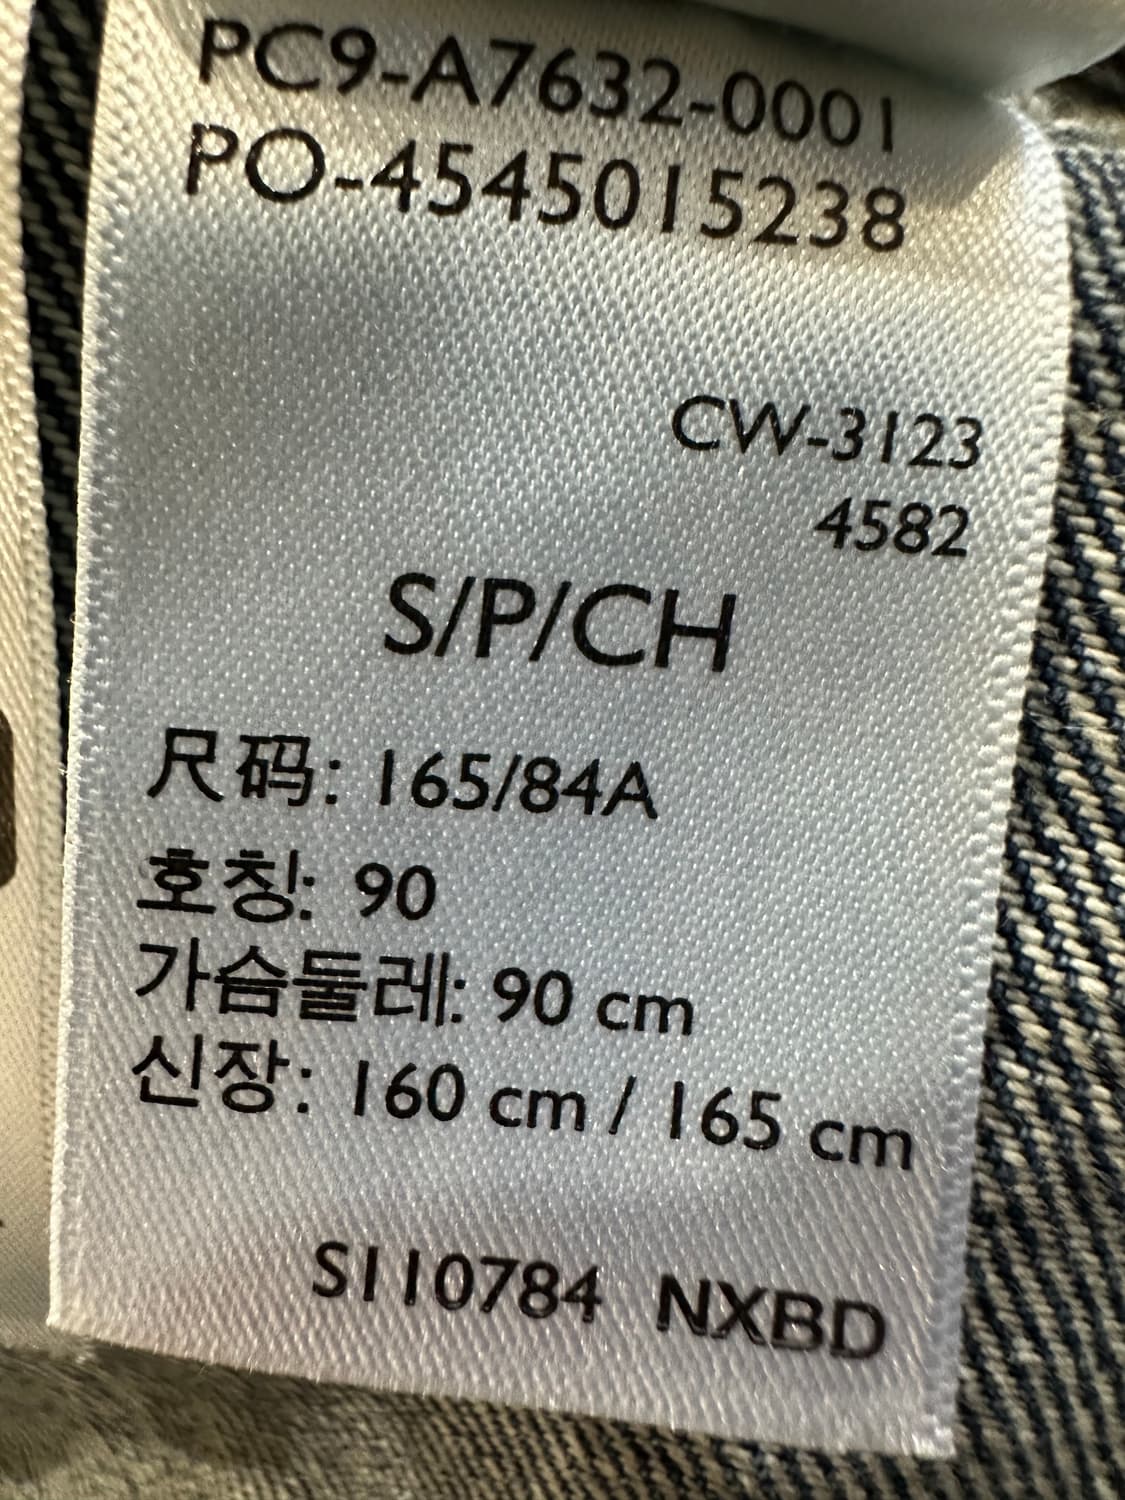 PC9-A7632-0001
PO-4545015238
CW-3123
4582
S/P/CH
尺码: 165/84A
호칭: 90
가슴둘레: 90 cm
신장: 160 cm / 165 cm
S110784 NXBD